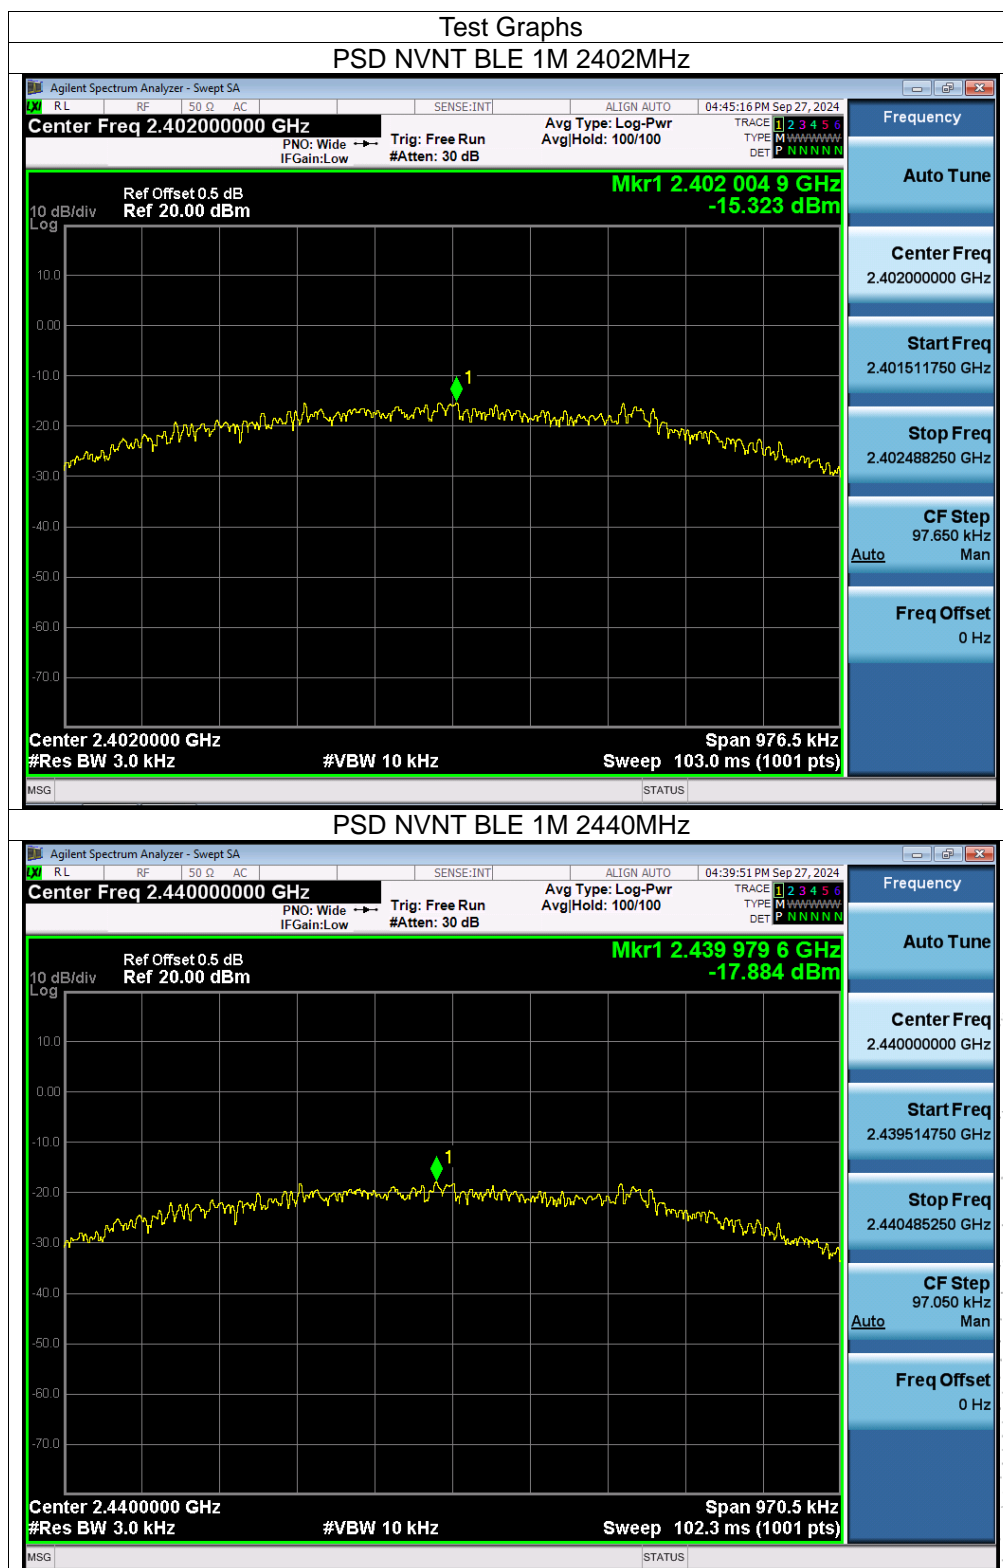 Test Graphs
PSD NVNT BLE 1M 2402MHz
Agilent Spectrum Analyzer - Swept SA
LXI RL RF 50 Ω AC SENSE:INT ALIGN AUTO 04:45:16 PM Sep 27, 2024
Center Freq 2.402000000 GHz
PNO: Wide
IFGain:Low
Trig: Free Run
#Atten: 30 dB
Avg Type: Log-Pwr
Avg|Hold: 100/100
TRACE 1 2 3 4 5 6
TYPE M WWWWW
DET P N N N N N
Frequency
Auto Tune
Center Freq
2.402000000 GHz
Start Freq
2.401511750 GHz
Stop Freq
2.402488250 GHz
CF Step
97.650 kHz
Auto Man
Freq Offset
0 Hz
Mkr1 2.402 004 9 GHz
-15.323 dBm
Ref Offset 0.5 dB
10 dB/div Ref 20.00 dBm
Log
10.0
0.00
-10.0
-20.0
-30.0
-40.0
-50.0
-60.0
-70.0
1
Center 2.4020000 GHz Span 976.5 kHz
#Res BW 3.0 kHz #VBW 10 kHz Sweep 103.0 ms (1001 pts)
MSG STATUS
PSD NVNT BLE 1M 2440MHz
Agilent Spectrum Analyzer - Swept SA
LXI RL RF 50 Ω AC SENSE:INT ALIGN AUTO 04:39:51 PM Sep 27, 2024
Center Freq 2.440000000 GHz
PNO: Wide
IFGain:Low
Trig: Free Run
#Atten: 30 dB
Avg Type: Log-Pwr
Avg|Hold: 100/100
TRACE 1 2 3 4 5 6
TYPE M WWWWW
DET P N N N N N
Frequency
Auto Tune
Center Freq
2.440000000 GHz
Start Freq
2.439514750 GHz
Stop Freq
2.440485250 GHz
CF Step
97.050 kHz
Auto Man
Freq Offset
0 Hz
Mkr1 2.439 979 6 GHz
-17.884 dBm
Ref Offset 0.5 dB
10 dB/div Ref 20.00 dBm
Log
10.0
0.00
-10.0
-20.0
-30.0
-40.0
-50.0
-60.0
-70.0
1
Center 2.4400000 GHz Span 970.5 kHz
#Res BW 3.0 kHz #VBW 10 kHz Sweep 102.3 ms (1001 pts)
MSG STATUS